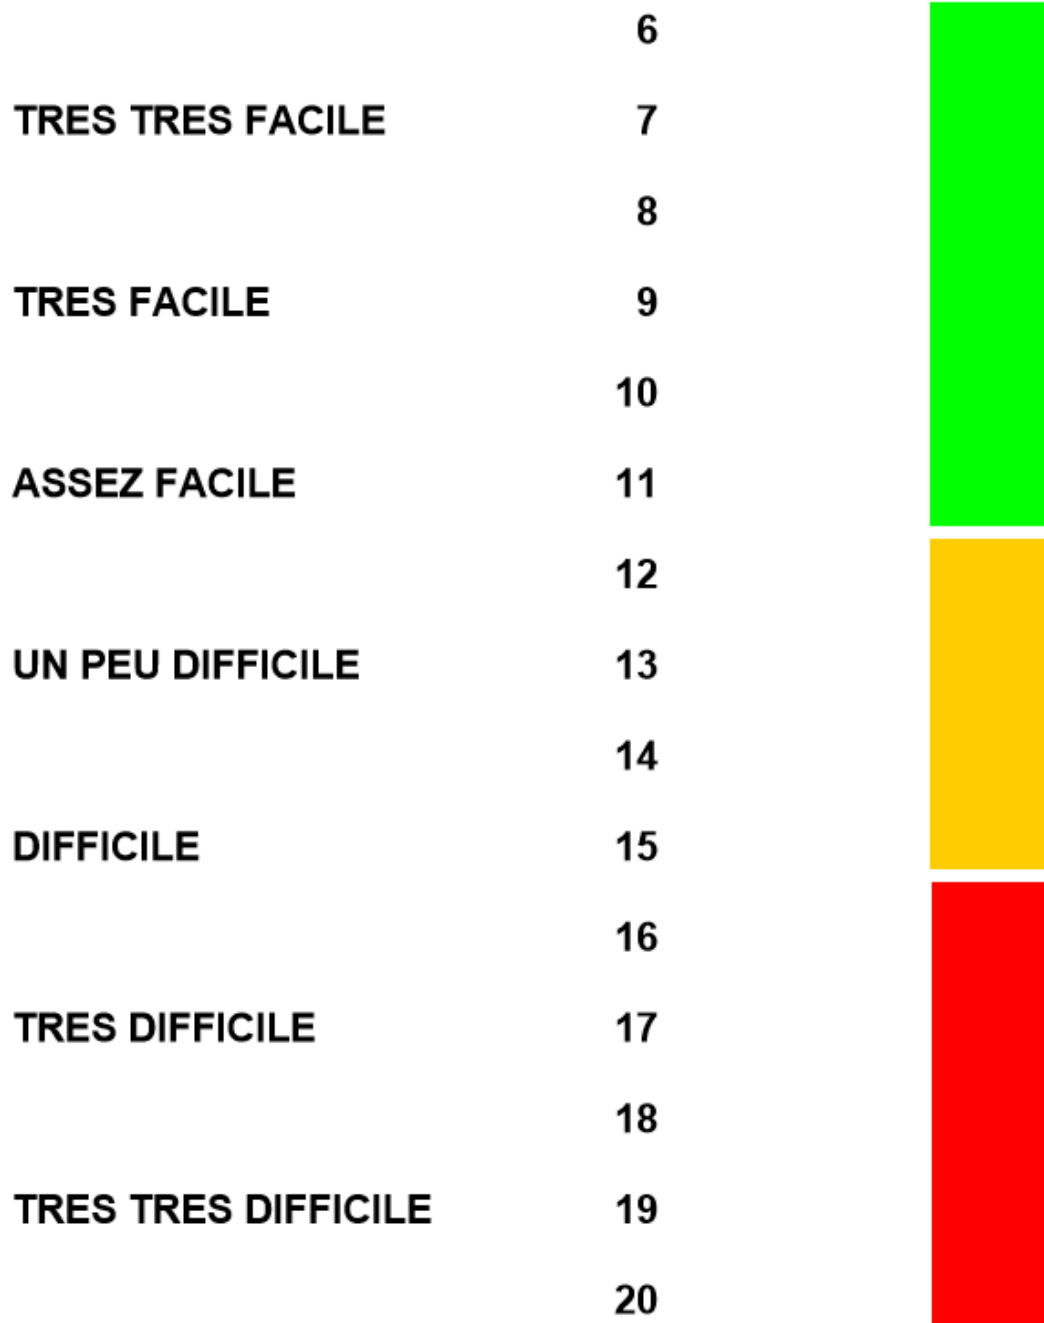 6
TRES TRES FACILE 7
8
TRES FACILE 9
10
ASSEZ FACILE 11
12
UN PEU DIFFICILE 13
14
DIFFICILE 15
16
TRES DIFFICILE 17
18
TRES TRES DIFFICILE 19
20